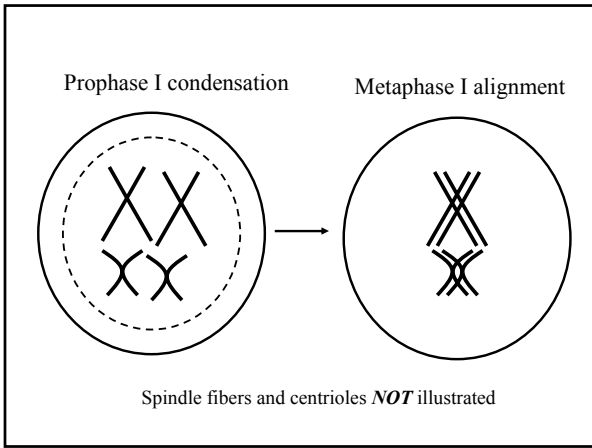 Prophase I condensation
Metaphase I alignment
Spindle fibers and centrioles NOT illustrated